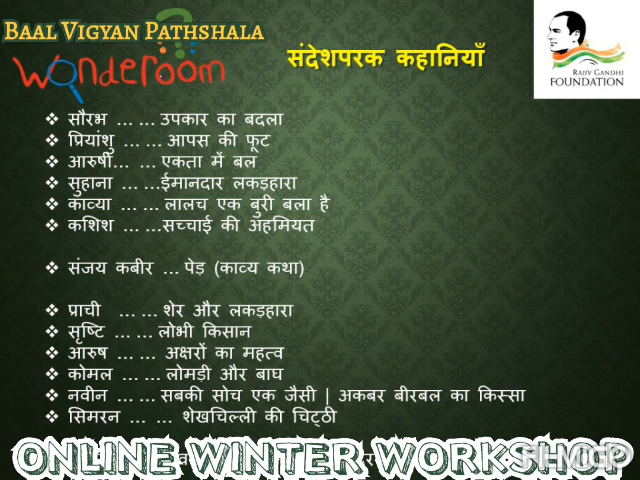 BAAL VIGYAN PATHSHALA
Wonderoom
संदेशपरक कहानियाँ
RAJIV GANDHI
FOUNDATION
❖ सौरभ ... ... उपकार का बदला
❖ प्रियांशु ... ... आपस की फूट
❖ आरुषी... ... एकता में बल
❖ सुहाना ... ...ईमानदार लकड़हारा
❖ काव्या ... ... लालच एक बुरी बला है
❖ कशिश ... ...सच्चाई की अहमियत
❖ संजय कबीर ... पेड़ (काव्य कथा)
❖ प्राची ... ... शेर और लकड़हारा
❖ सृष्टि ... ... लोभी किसान
❖ आरुष ... ... अक्षरों का महत्व
❖ कोमल ... ... लोमड़ी और बाघ
❖ नवीन ... ... सबकी सोच एक जैसी | अकबर बीरबल का किस्सा
❖ सिमरन ... ... शेखचिल्ली की चिट्ठी
ONLINE WINTER WORKSHOP